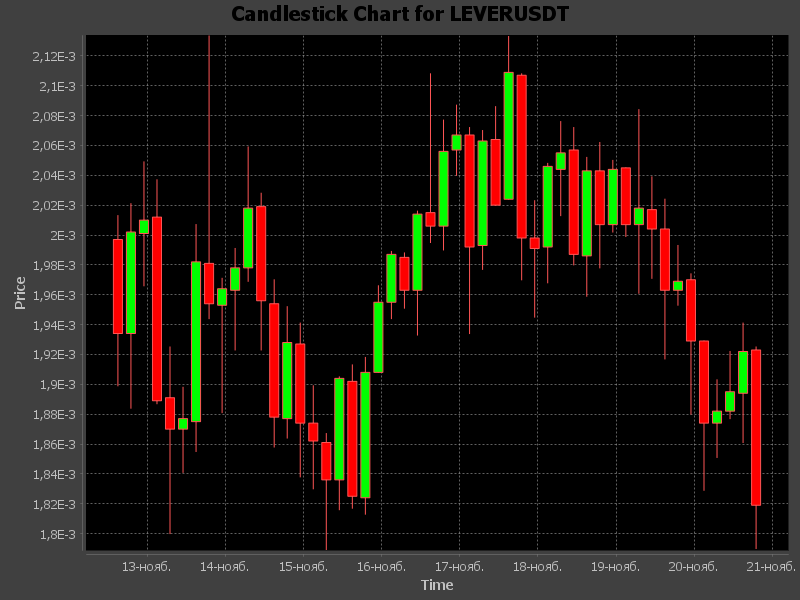 Candlestick Chart for LEVERUSDT
Price
2,12E-3
2,1E-3
2,08E-3
2,06E-3
2,04E-3
2,02E-3
2E-3
1,98E-3
1,96E-3
1,94E-3
1,92E-3
1,9E-3
1,88E-3
1,86E-3
1,84E-3
1,82E-3
1,8E-3
13-нояб. 14-нояб. 15-нояб. 16-нояб. 17-нояб. 18-нояб. 19-нояб. 20-нояб. 21-нояб.
Time